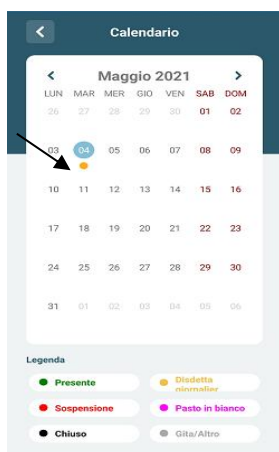 Calendario
Maggio 2021
LUN MAR MER GIO VEN SAB DOM
26 27 28 29 30 01 02
03 04 05 06 07 08 09
10 11 12 13 14 15 16
17 18 19 20 21 22 23
24 25 26 27 28 29 30
31 01 02 03 04 05 06
Legenda
Presente
Disdetta
giornalier
Sospensione
Pasto in bianco
Chiuso
Gita/Altro